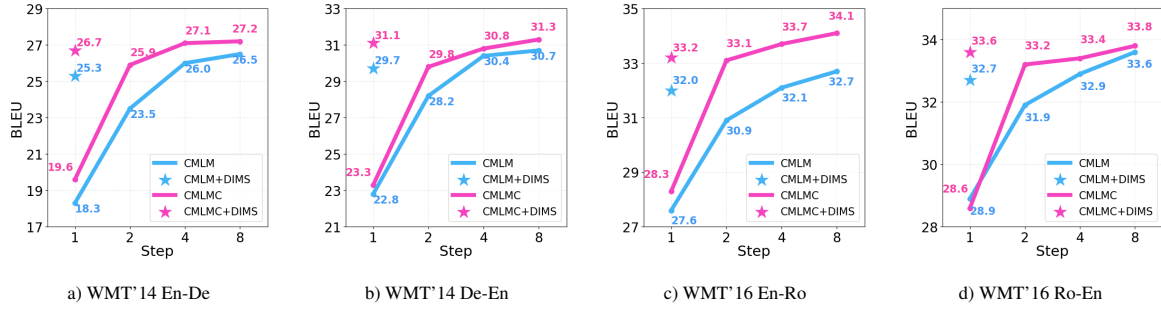 BLEU
29
27
25
23
21
19
17
26.7
25.3
19.6
18.3
25.9
23.5
27.1
26.0
27.2
26.5
CMLM
CMLM+DIMS
CMLMC
CMLMC+DIMS
1 2 4 8
Step
a) WMT'14 En-De
BLEU
33
31
29
27
25
23
21
31.1
29.7
23.3
22.8
29.8
28.2
30.8
30.4
31.3
30.7
CMLM
CMLM+DIMS
CMLMC
CMLMC+DIMS
1 2 4 8
Step
b) WMT'14 De-En
BLEU
35
33
31
29
27
33.2
32.0
28.3
27.6
33.1
30.9
33.7
32.1
34.1
32.7
CMLM
CMLM+DIMS
CMLMC
CMLMC+DIMS
1 2 4 8
Step
c) WMT'16 En-Ro
BLEU
34
32
30
28
33.6
32.7
28.6
28.9
33.2
31.9
33.4
32.9
33.8
33.6
CMLM
CMLM+DIMS
CMLMC
CMLMC+DIMS
1 2 4 8
Step
d) WMT'16 Ro-En